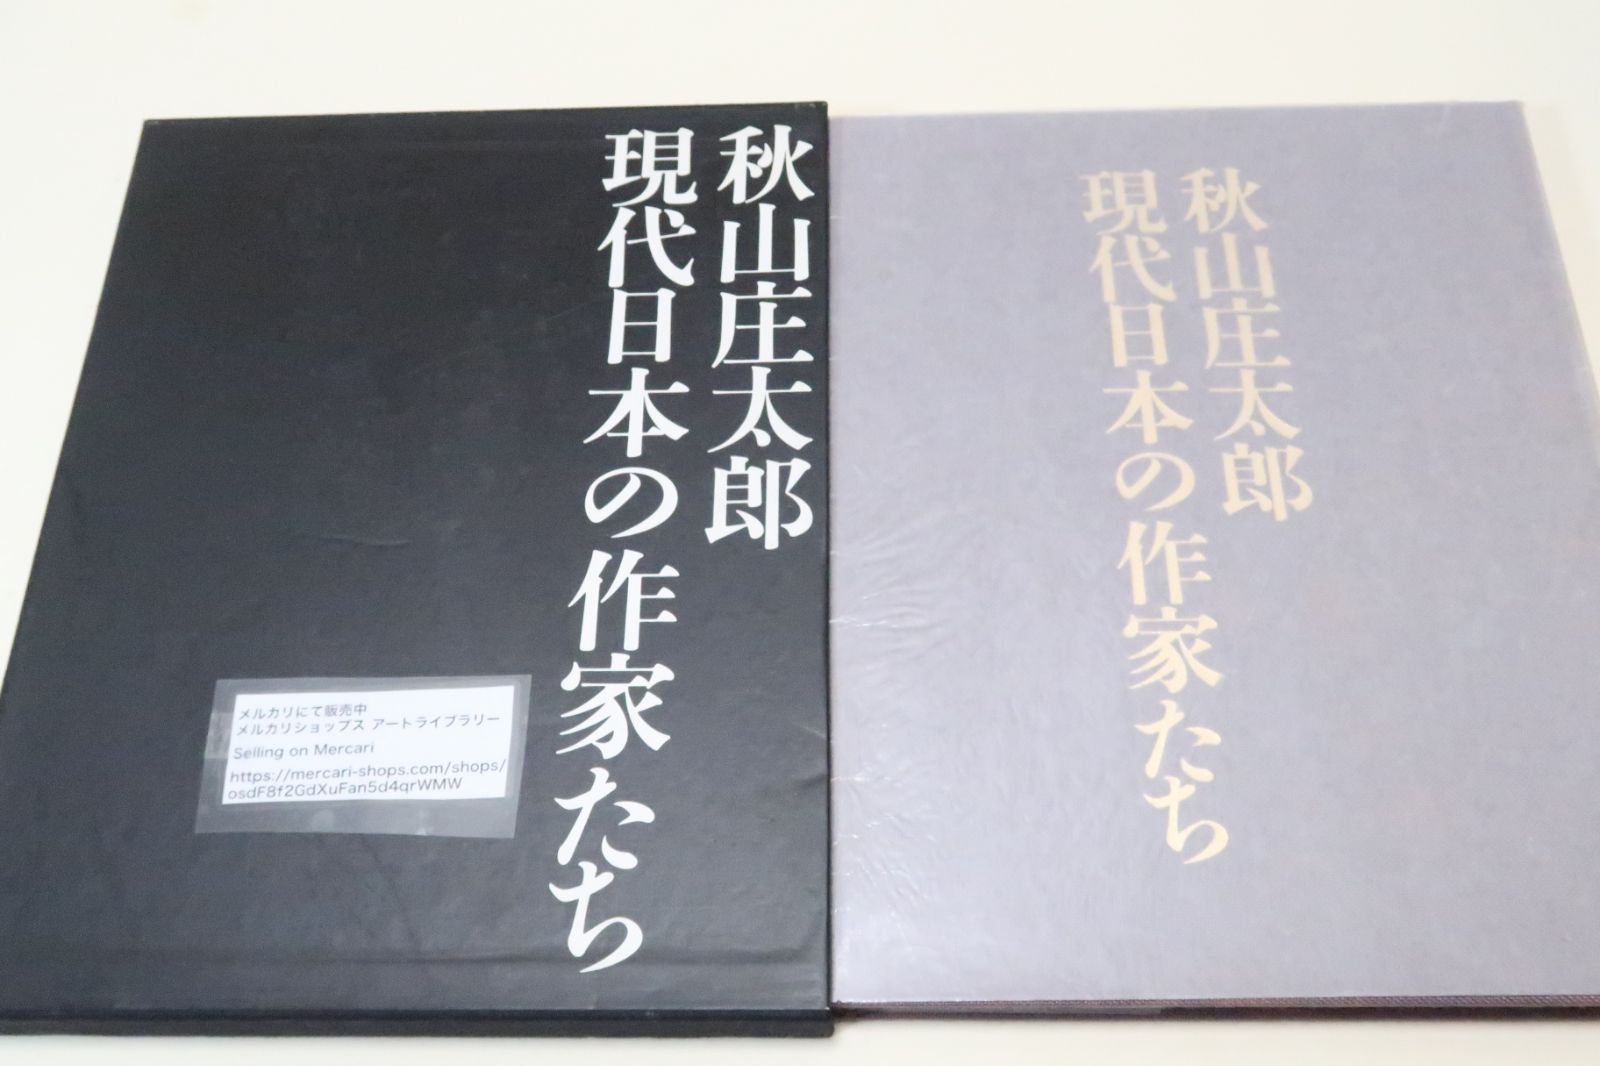 秋山庄太郎
現代日本の作家たち
メルカリにて販売中
メルカリショップス アートライブラリー
Selling on Mercari
https://mercari-shops.com/shops/
osdF8f2GdXuFan5d4qrWMW
秋山庄太郎
現代日本の作家たち